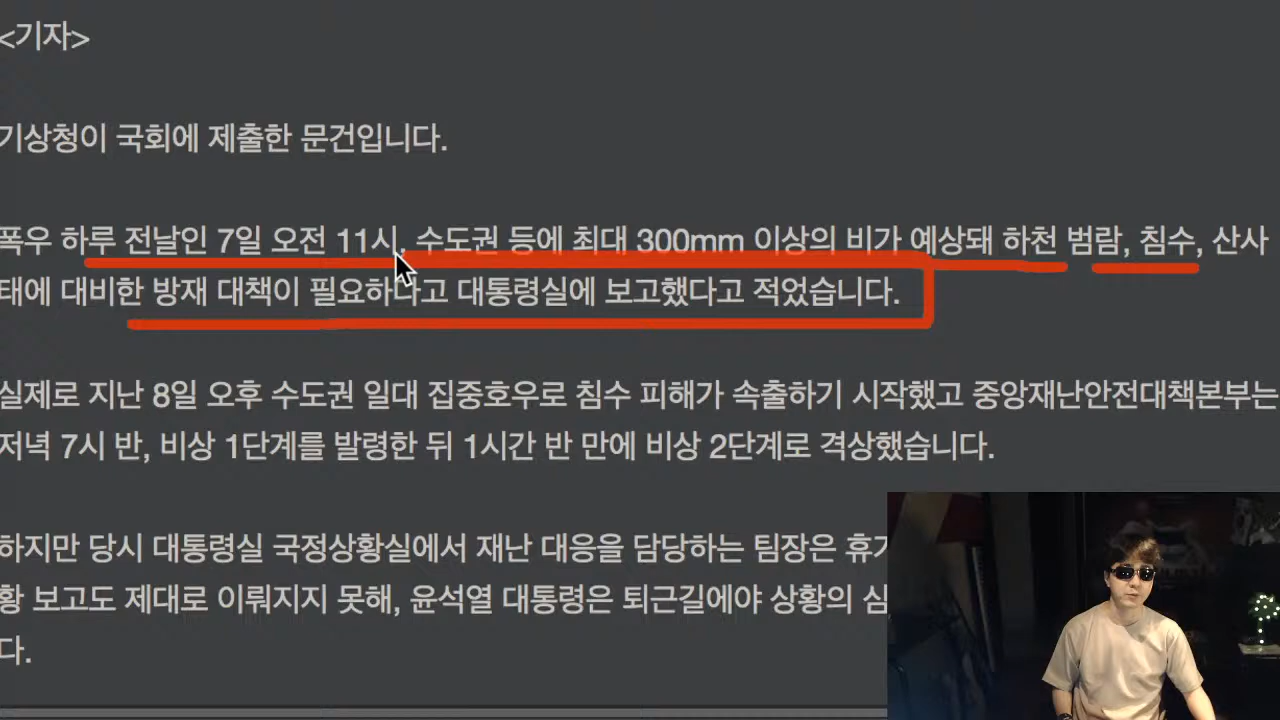 <기자>
기상청이 국회에 제출한 문건입니다.
폭우 하루 전날인 7일 오전 11시, 수도권 등에 최대 300mm 이상의 비가 예상돼 하천 범람, 침수, 산사
태에 대비한 방재 대책이 필요하다고 대통령실에 보고했다고 적었습니다.
실제로 지난 8일 오후 수도권 일대 집중호우로 침수 피해가 속출하기 시작했고 중앙재난안전대책본부는
저녁 7시 반, 비상 1단계를 발령한 뒤 1시간 반 만에 비상 2단계로 격상했습니다.
하지만 당시 대통령실 국정상황실에서 재난 대응을 담당하는 팀장은
황 보고도 제대로 이뤄지지 못해, 윤석열 대통령은 퇴근길에야 상황의
다.